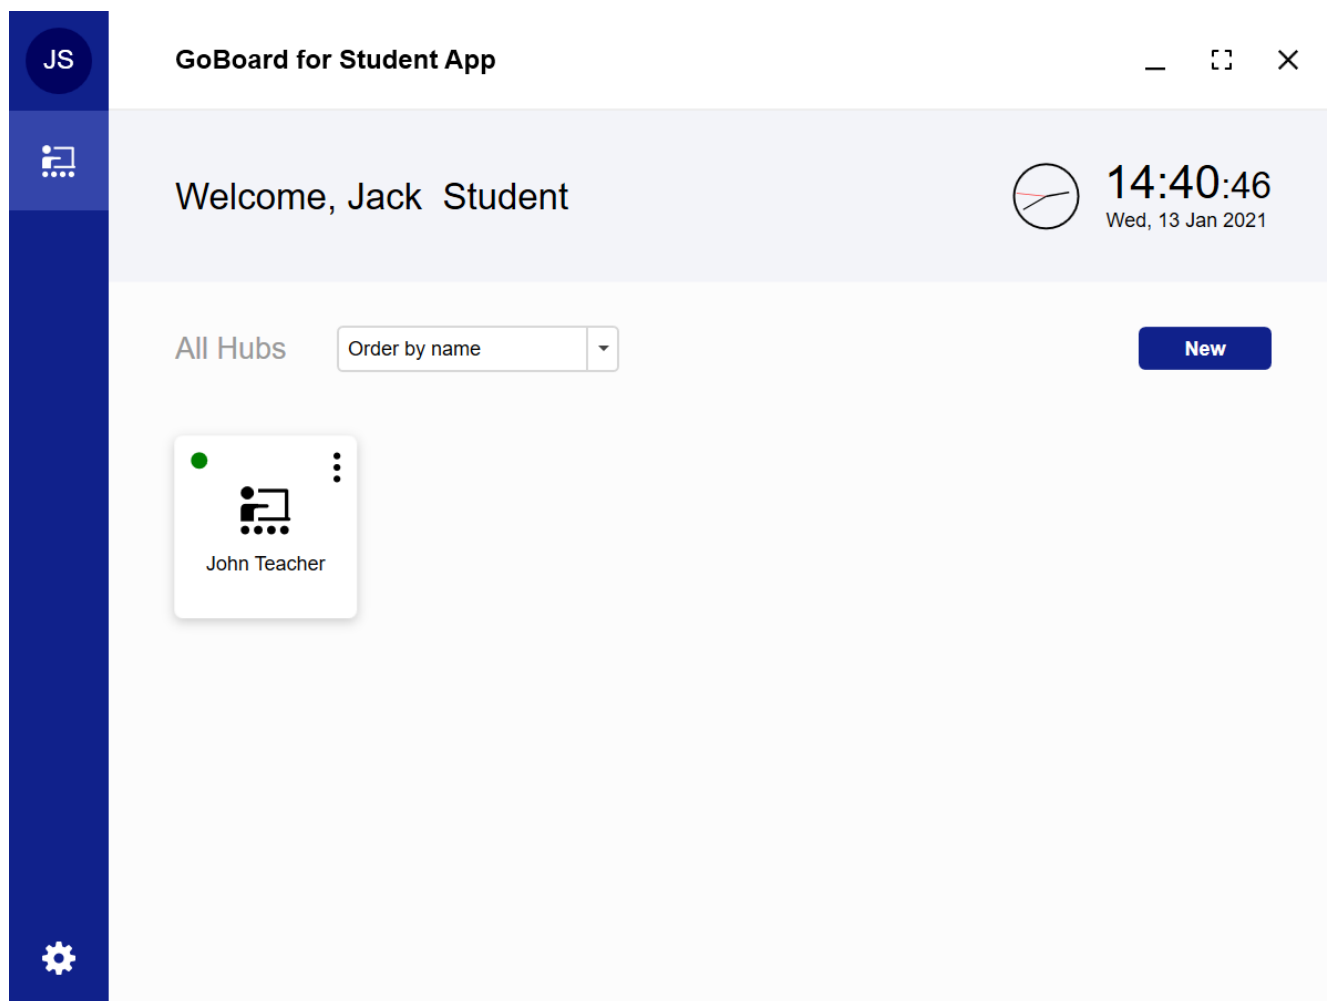 JS
GoBoard for Student App
Welcome, Jack  Student
14:40:46
Wed, 13 Jan 2021
All Hubs
Order by name
New
John Teacher